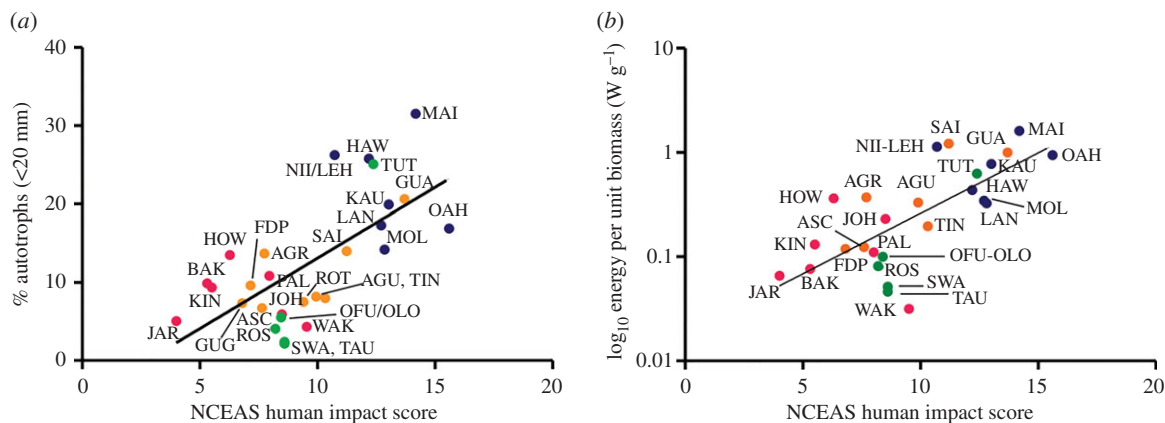 (a)
40
30
20
10
0
% autotrophs (<20 mm)
MAI
HAW
NII/LEH
TUT
GUA
KAU
LAN
OAH
FDP
SAI
MOL
HOW
AGR
BAK
PAL
ROT
AGU, TIN
KIN
JOH
OFU/OLO
JAR
ASC
WAK
GUG
ROS
SWA, TAU
0 5 10 15 20
NCEAS human impact score
(b)
10
1
0.1
0.01
log10 energy per unit biomass (W g−1)
SAI
GUA
MAI
NII-LEH
OAH
TUT
KAU
HOW
AGR
AGU
HAW
MOL
ASC
JOH
LAN
TIN
KIN
PAL
OFU-OLO
FDP
ROS
JAR
BAK
SWA
TAU
WAK
0 5 10 15 20
NCEAS human impact score